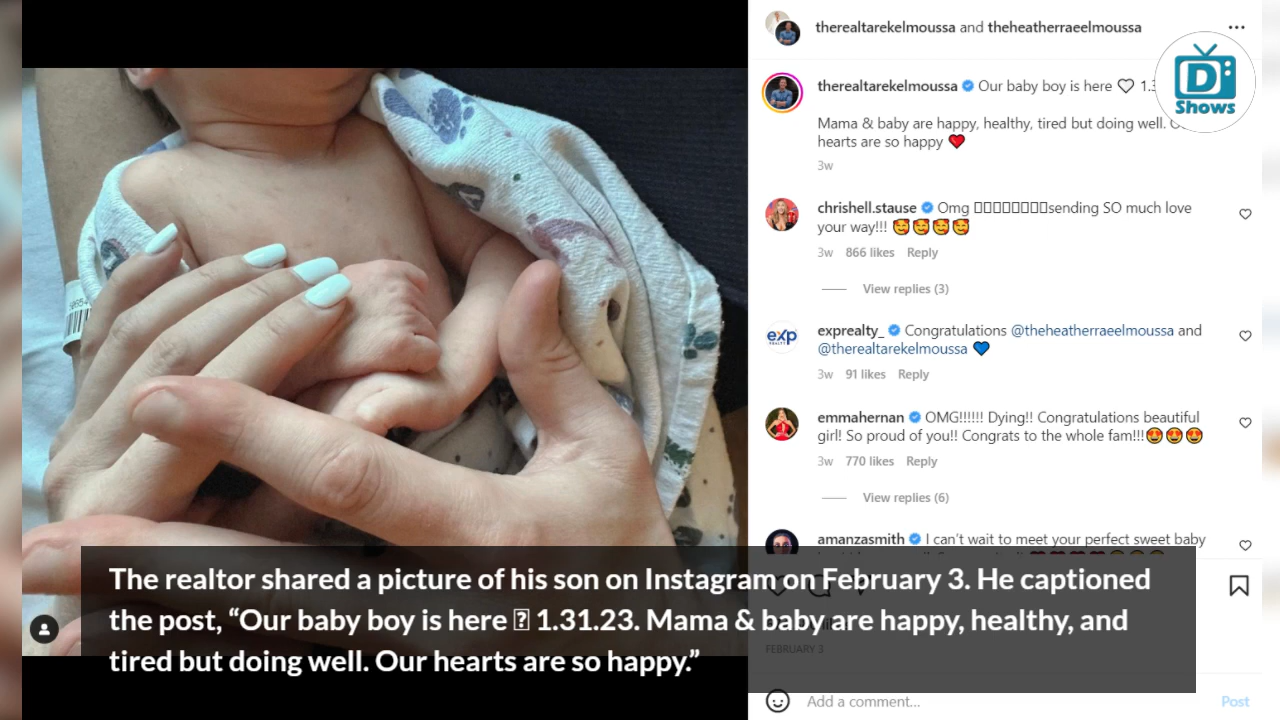 therealtarekelmoussa and theheatherraeelmoussa
D:
Shows
therealtarekelmoussa Our baby boy is here 🤍 1.3
Mama & baby are happy, healthy, tired but doing well.
hearts are so happy ❤️
3w
chrishell.stause Omg ▯▯▯▯▯▯▯▯sending SO much love
your way!!! 🥰🥰🥰🥰
3w 866 likes Reply
View replies (3)
exp
REALTY
exprealty_ Congratulations @theheatherraeelmoussa and
@therealtarekelmoussa 💙
3w 91 likes Reply
emmahernan OMG!!!!!! Dying!! Congratulations beautiful
girl! So proud of you!! Congrats to the whole fam!!!😍😍😍
3w 770 likes Reply
View replies (6)
amanzasmith I can't wait to meet your perfect sweet baby
The realtor shared a picture of his son on Instagram on February 3. He captioned
the post, “Our baby boy is here ▯ 1.31.23. Mama & baby are happy, healthy, and
tired but doing well. Our hearts are so happy.”
FEBRUARY 3
Add a comment...
Post